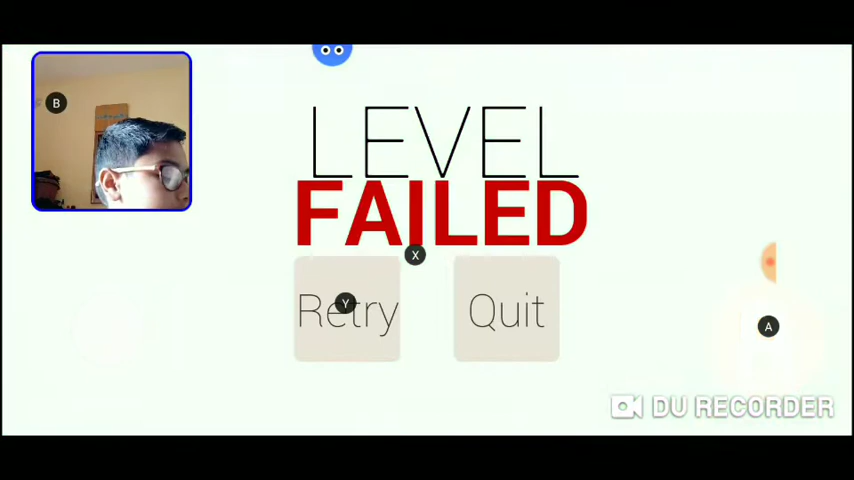 B
LEVEL
FAILED
X
Retry
Y
Quit
A
DU RECORDER